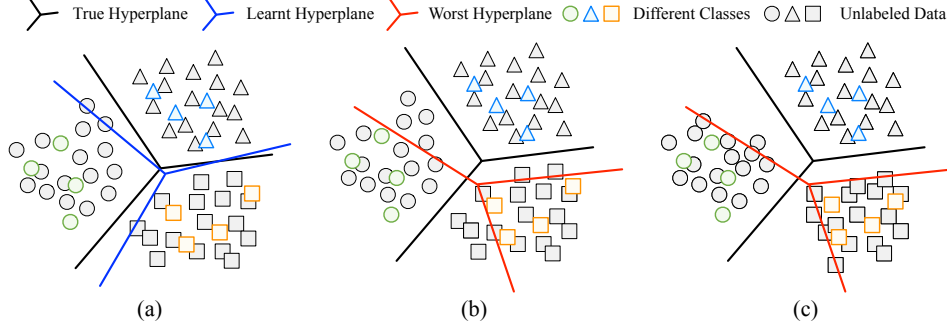 True Hyperplane Learnt Hyperplane Worst Hyperplane Different Classes Unlabeled Data
(a) (b) (c)